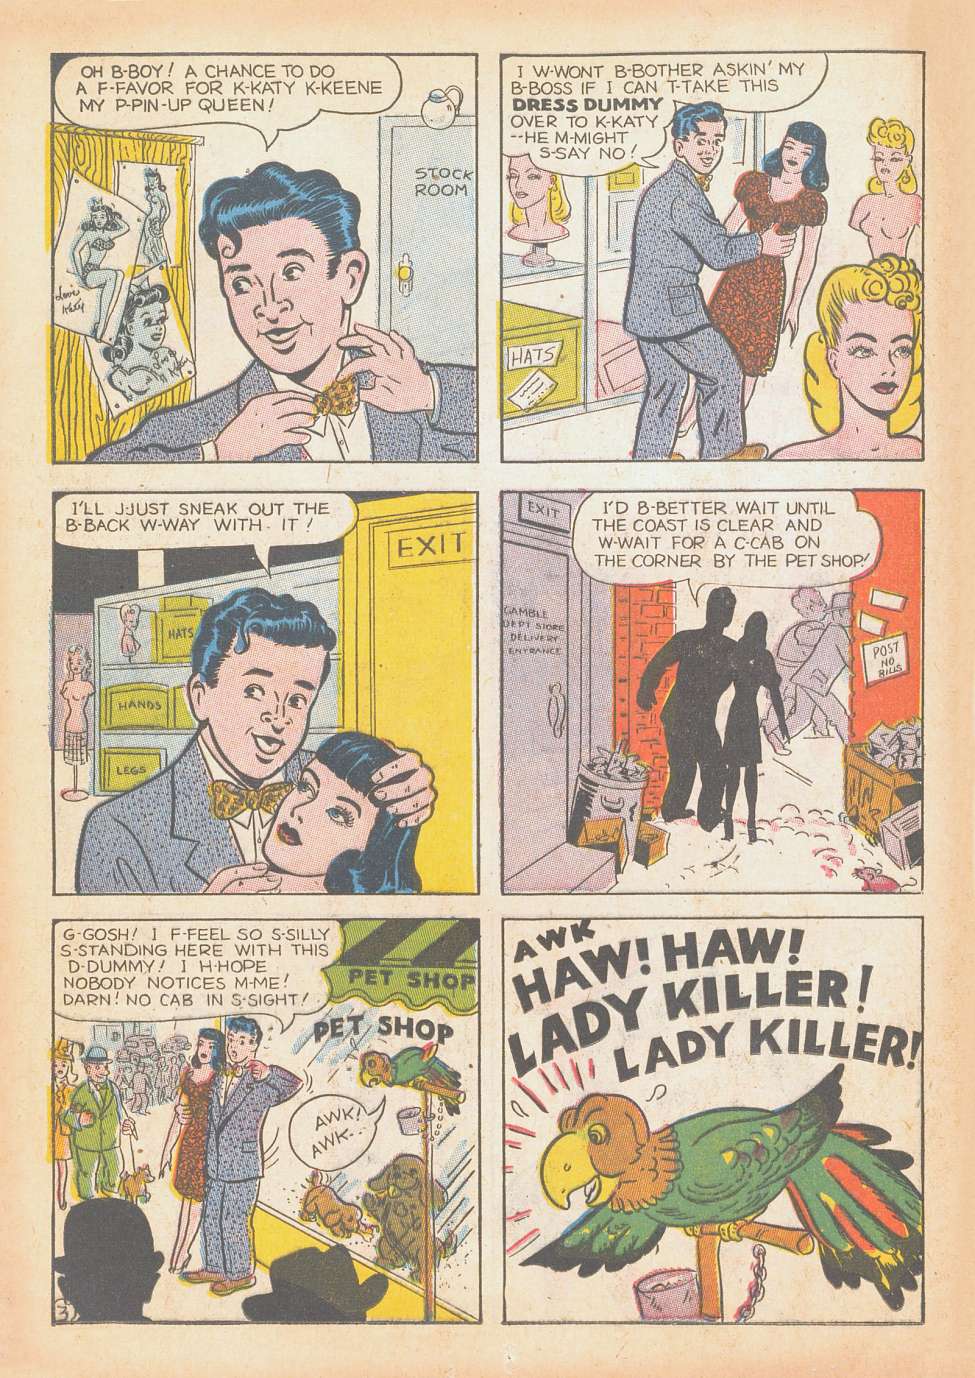 OH B-BOY! A CHANCE TO DO
A F-FAVOR FOR K-KATY K-KEENE
MY P-PIN-UP QUEEN!
STOCK
ROOM
Love
Katy
Katy
I W-WONT B-BOTHER ASKIN' MY
B-BOSS IF I CAN T-TAKE THIS
DRESS DUMMY
OVER TO K-KATY
--HE M-MIGHT
S-SAY NO!
HATS
I'LL J-JUST SNEAK OUT THE
B-BACK W-WAY WITH IT!
EXIT
HATS
HANDS
LEGS
I'D B-BETTER WAIT UNTIL
THE COAST IS CLEAR AND
W-WAIT FOR A C-CAB ON
THE CORNER BY THE PET SHOP!
EXIT
GAMBLE
DEPT STORE
DELIVERY
ENTRANCE
POST
NO
BILLS
G-GOSH! I F-FEEL SO S-SILLY
S-STANDING HERE WITH THIS
D-DUMMY! I H-HOPE
NOBODY NOTICES M-ME!
DARN! NO CAB IN S-SIGHT!
PET SHOP
PET SHOP
AWK!
AWK--
3
AWK
HAW! HAW!
LADY KILLER!
LADY KILLER!